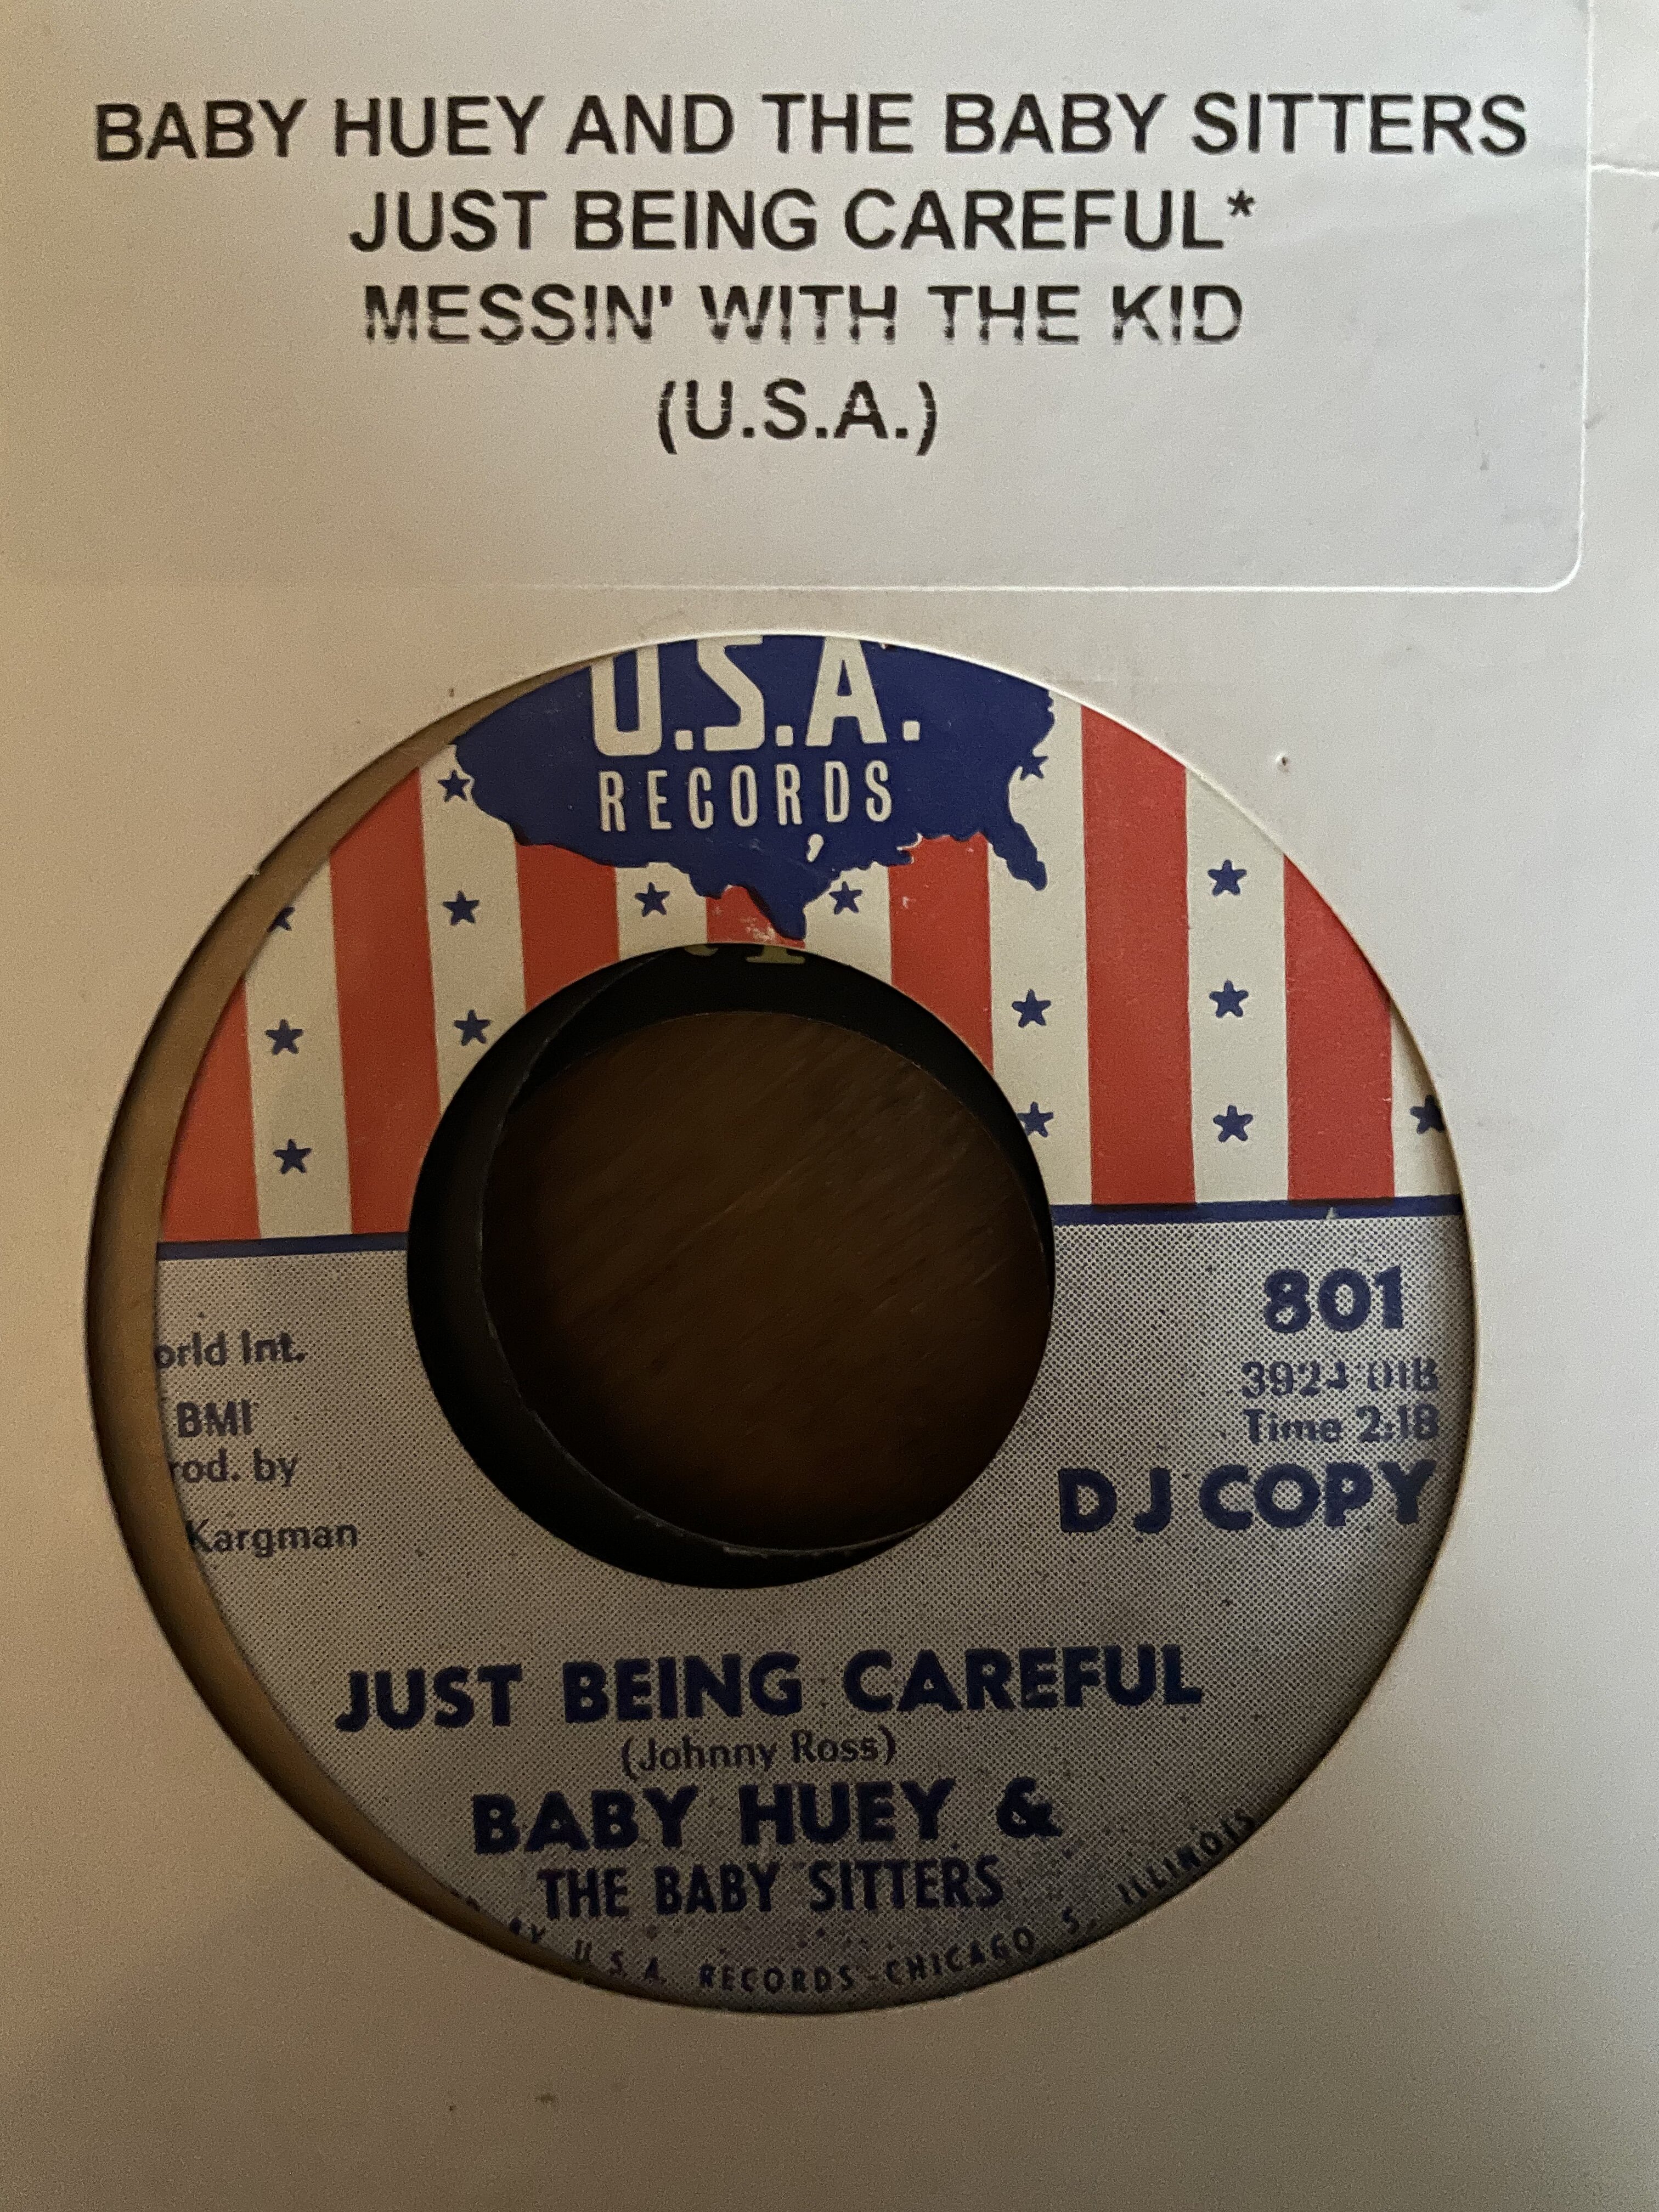 BABY HUEY AND THE BABY SITTERS
JUST BEING CAREFUL*
MESSIN' WITH THE KID
(U.S.A.)
U.S.A.
RECORDS
801
Time 2:18
DJ COPY
orld Int.
BMI
rod. by
Kargman
JUST BEING CAREFUL
(Johnny Ross)
BABY HUEY &
THE BABY SITTERS
U.S.A. RECORDS-CHICAGO 5, ILLINOIS